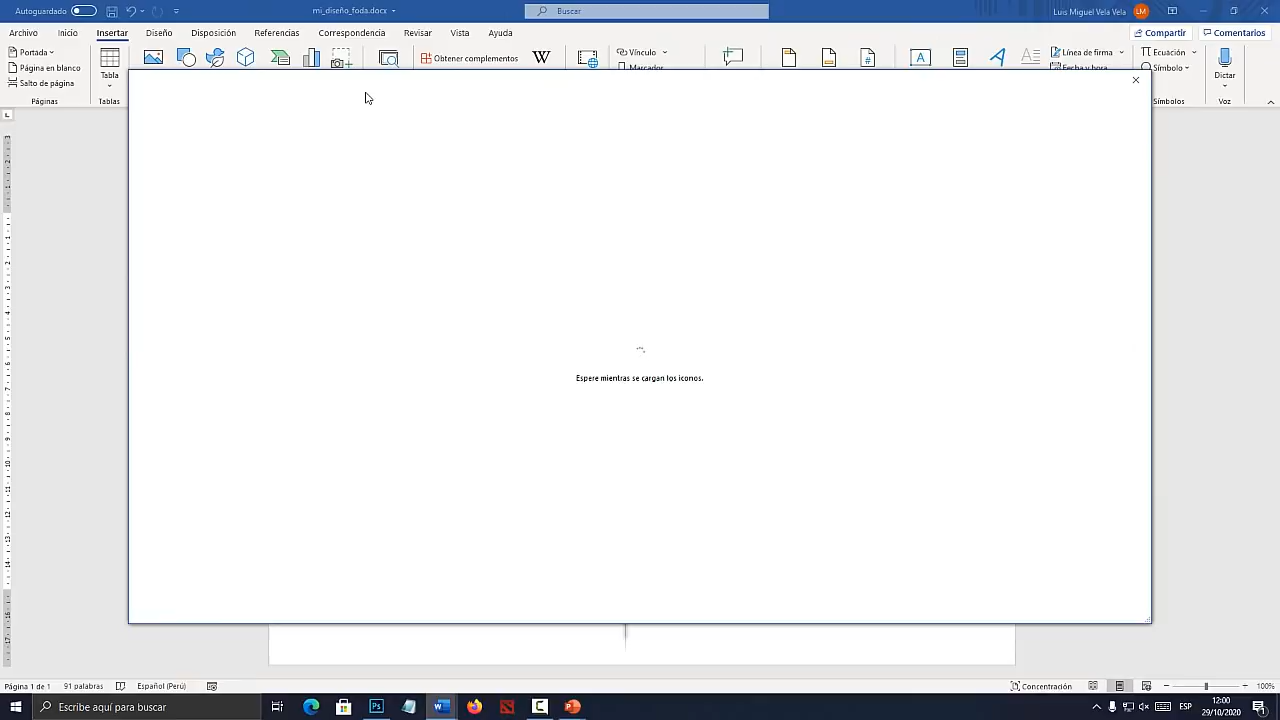 Autoguardado
mi_diseño_foda.docx
Buscar
Luis Miguel Vela Vela
LM
Archivo Inicio Insertar Diseño Disposición Referencias Correspondencia Revisar Vista Ayuda
Compartir
Comentarios
Portada
Página en blanco
Salto de página
Páginas
Tabla
Tablas
Obtener complementos
W
Vínculo
Marcadores
#
A
Línea de firma
Fecha y hora
Ecuación
Símbolo
Símbolos
Dictar
Voz
Espere mientras se cargan los iconos.
Página 1 de 1
91 palabras
Español (Perú)
Concentración
100%
Escribe aquí para buscar
ESP
12:00
29/10/2020